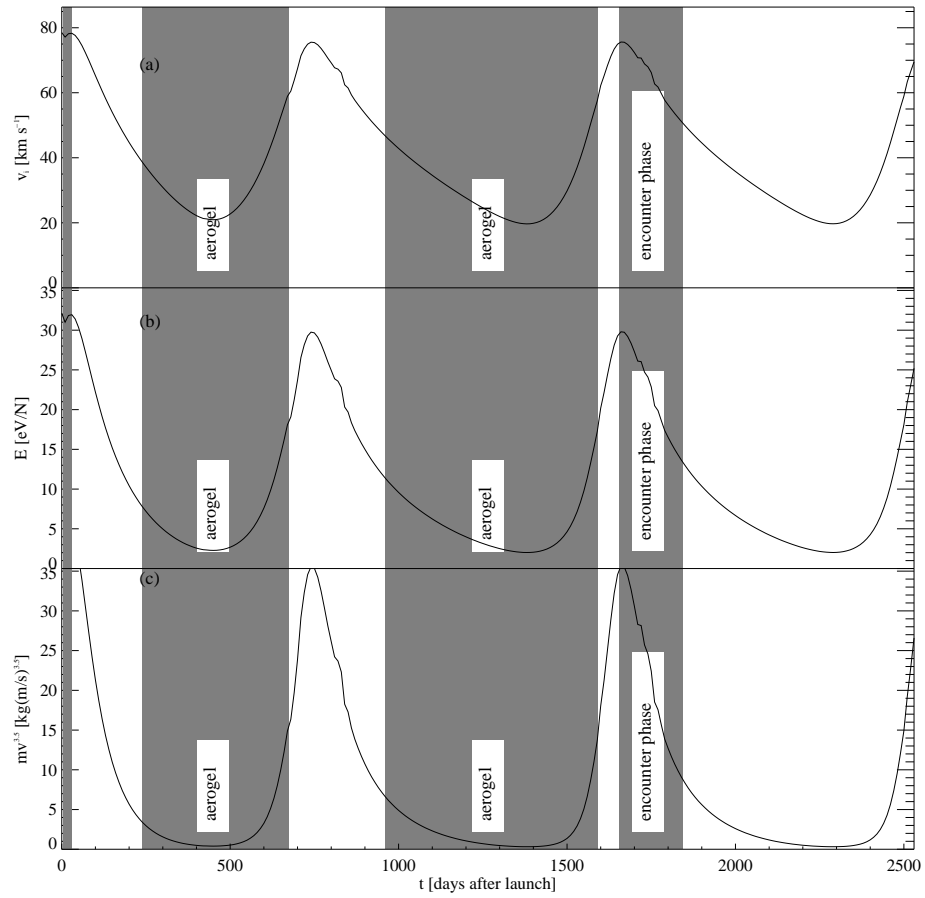 80
(a)
60
40
20
0
v_i [km s⁻¹]
aerogel
aerogel
encounter phase
35
(b)
30
25
20
15
10
5
0
E [eV/N]
aerogel
aerogel
encounter phase
35
(c)
30
25
20
15
10
5
0
mv³·⁵ [kg(m/s)³·⁵]
aerogel
aerogel
encounter phase
0 500 1000 1500 2000 2500
t [days after launch]